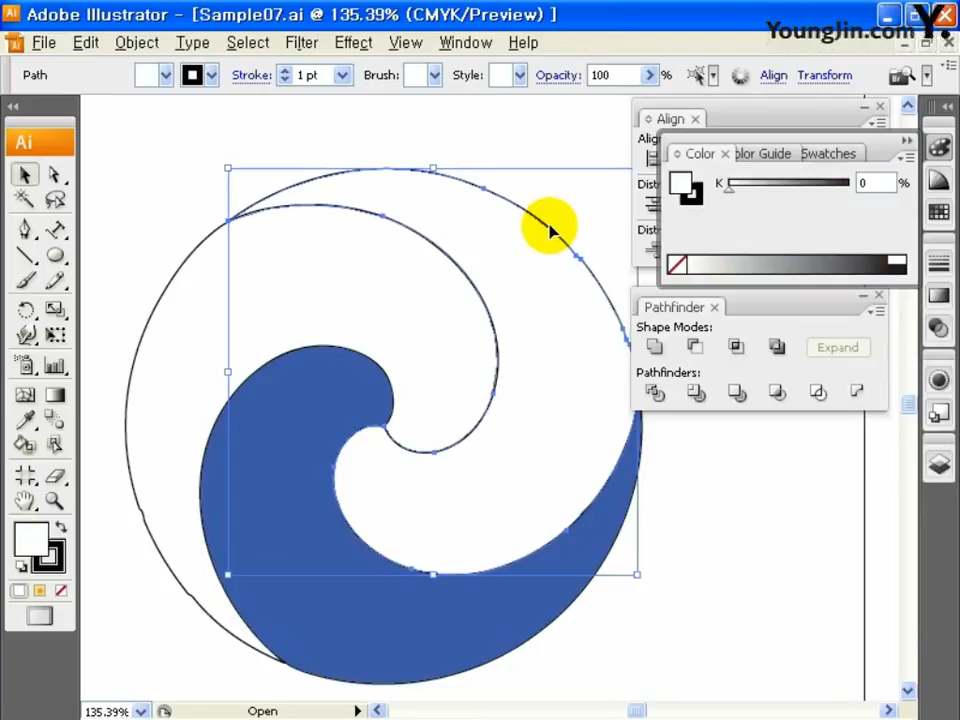 Adobe Illustrator - [Sample07.ai @ 135.39% (CMYK/Preview) ]
YoungJin.com Y.
File Edit Object Type Select Filter Effect View Window Help
Path Stroke: 1 pt Brush: Style: Opacity: 100 % Align Transform
Ai
Align
Color olor Guide Swatches
K 0 %
Pathfinder
Shape Modes:
Expand
Pathfinders:
135.39% Open